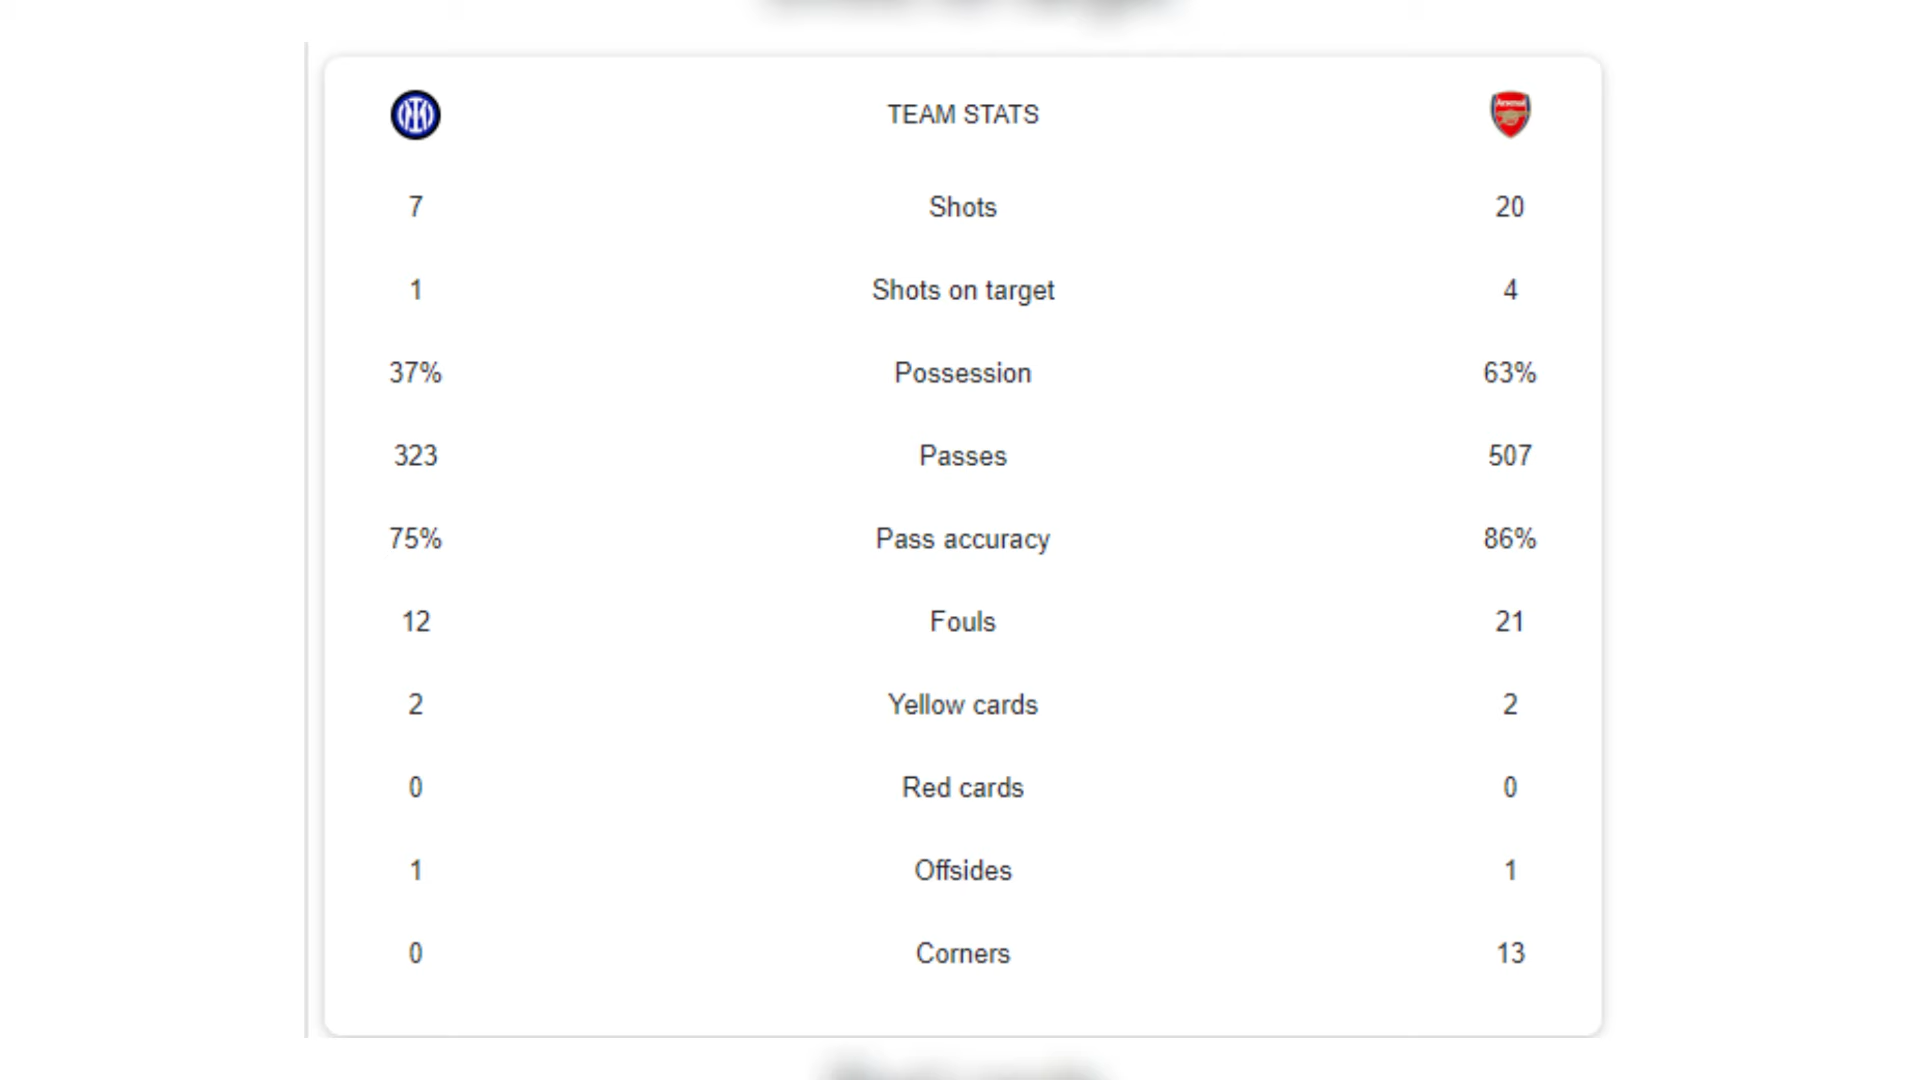 TEAM STATS
Arsenal
7 Shots 20
1 Shots on target 4
37% Possession 63%
323 Passes 507
75% Pass accuracy 86%
12 Fouls 21
2 Yellow cards 2
0 Red cards 0
1 Offsides 1
0 Corners 13